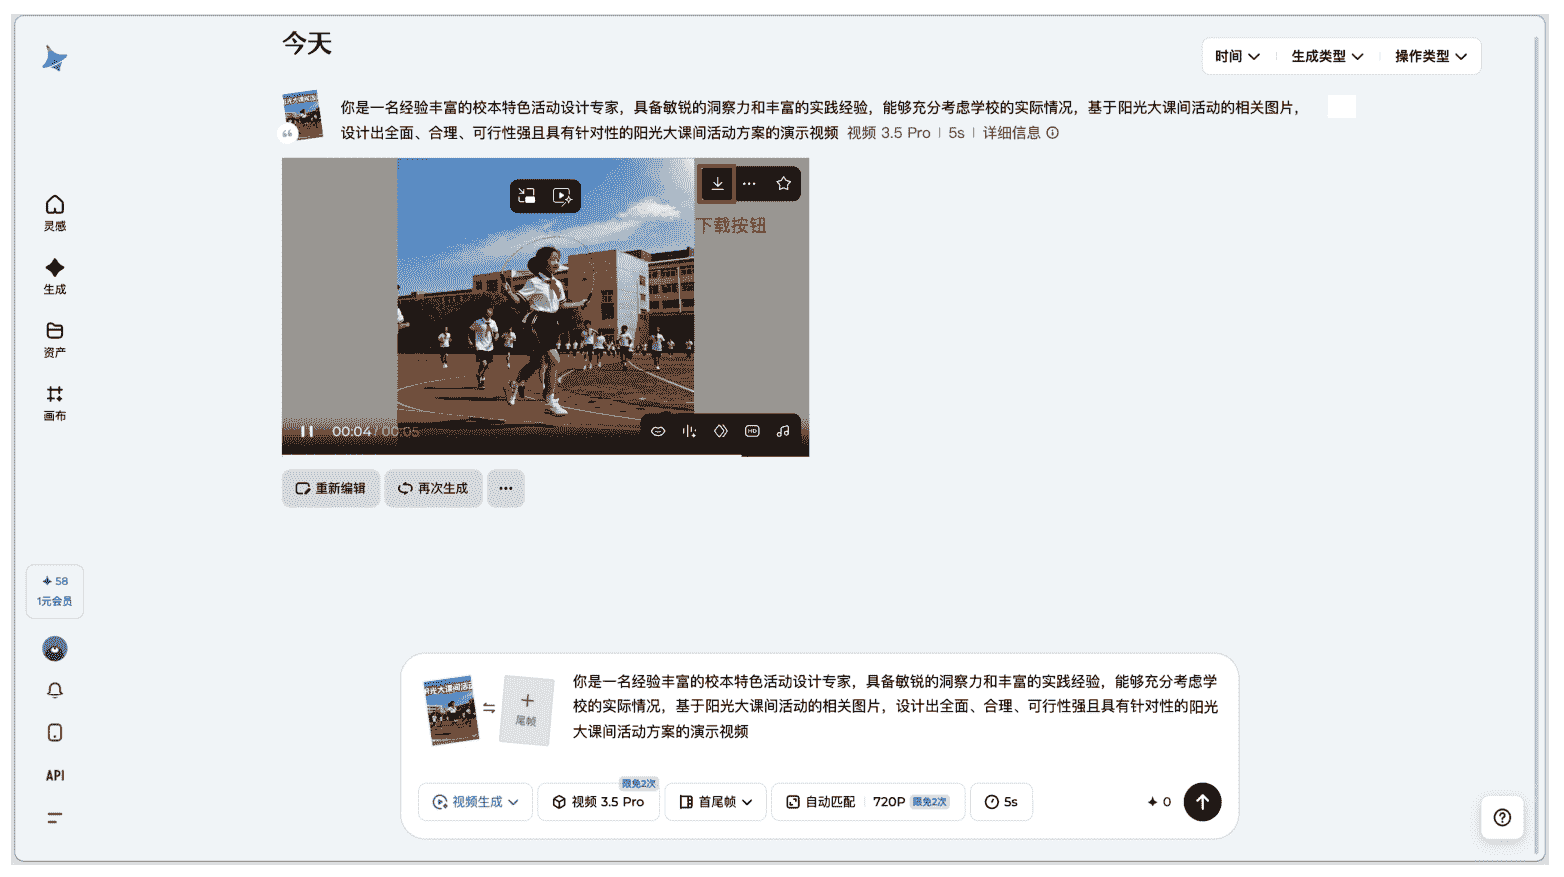 今天
时间
生成类型
操作类型
你是一名经验丰富的校本特色活动设计专家，具备敏锐的洞察力和丰富的实践经验，能够充分考虑学校的实际情况，基于阳光大课间活动的相关图片，
设计出全面、合理、可行性强且具有针对性的阳光大课间活动方案的演示视频 视频 3.5 Pro | 5s | 详细信息
下载按钮
灵感
生成
资产
画布
00:04 / 00:05
HD
重新编辑
再次生成
58
1元会员
API
光大课间活
尾帧
你是一名经验丰富的校本特色活动设计专家，具备敏锐的洞察力和丰富的实践经验，能够充分考虑学
校的实际情况，基于阳光大课间活动的相关图片，设计出全面、合理、可行性强且具有针对性的阳光
大课间活动方案的演示视频
视频生成
视频 3.5 Pro
限免2次
首尾帧
自动匹配 | 720P 限免2次
5s
0